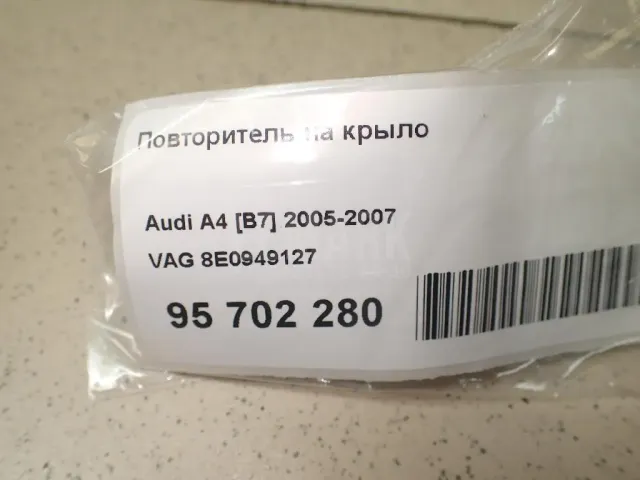 Повторитель на крыло
Audi A4 [B7] 2005-2007
VAG 8E0949127
95 702 280